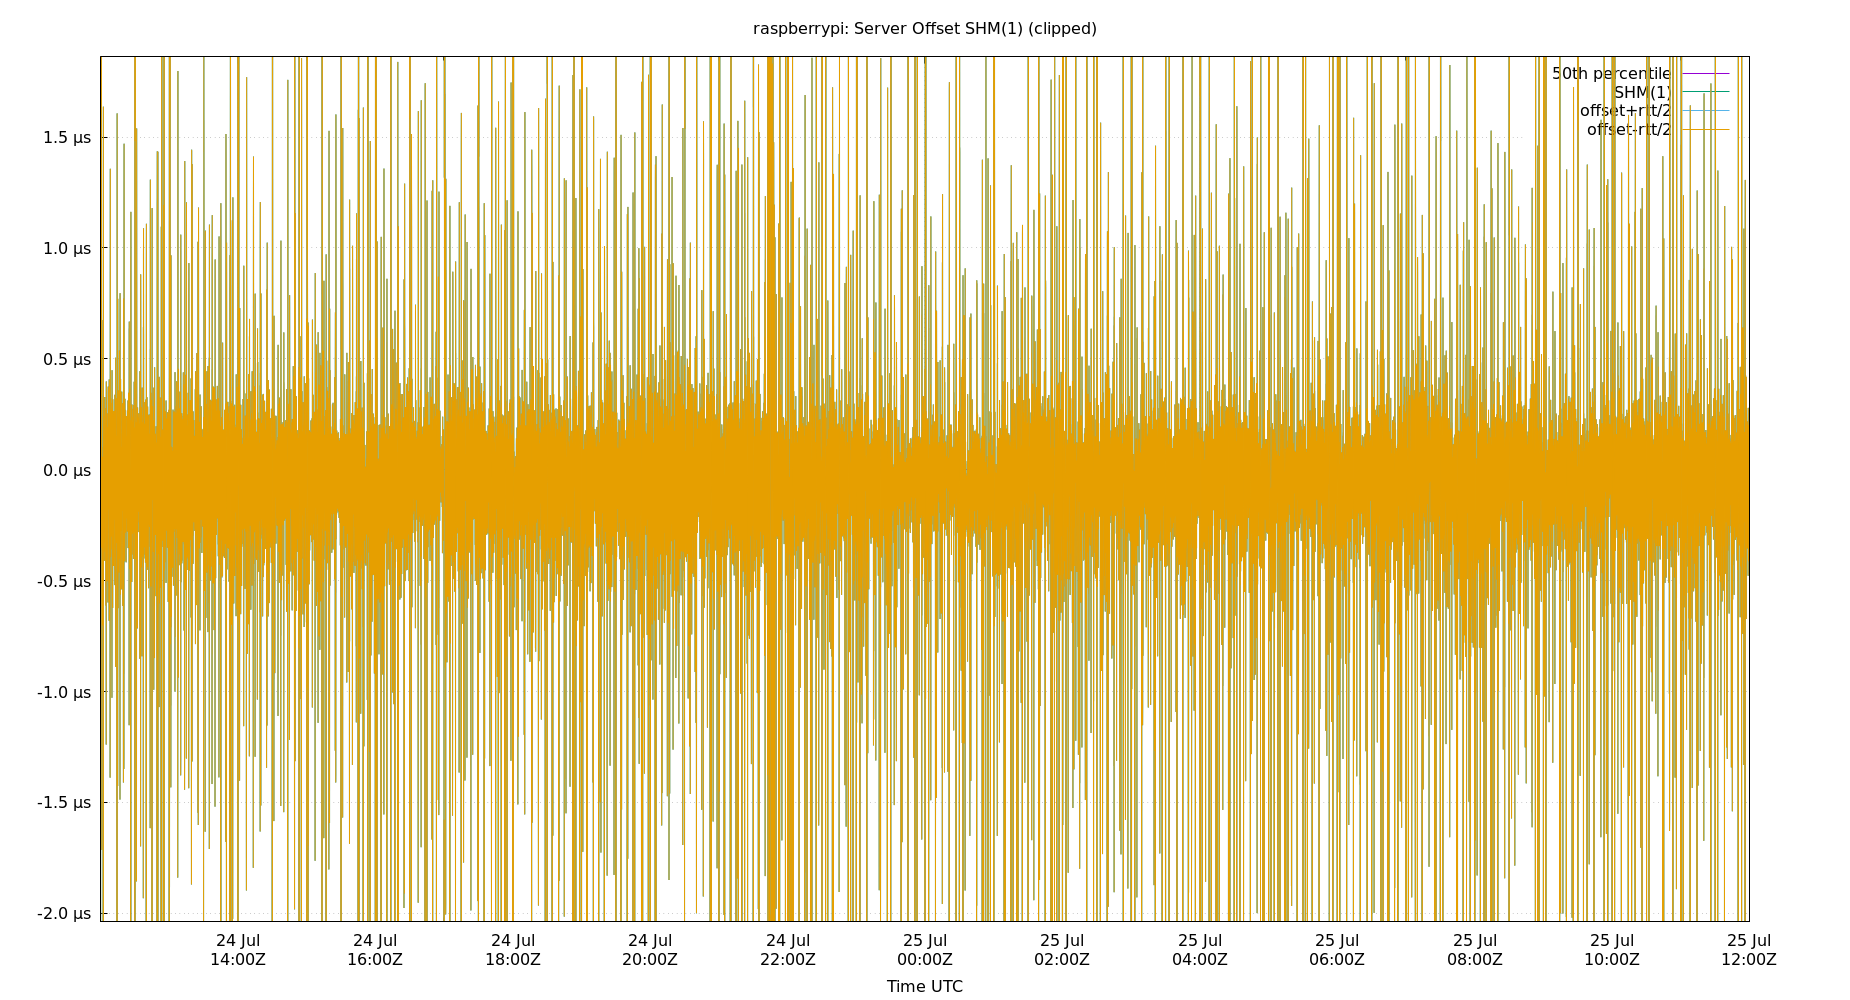 raspberrypi: Server Offset SHM(1) (clipped)
50th percentile
SHM(1)
offset+rtt/2
offset-rtt/2
1.5 µs
1.0 µs
0.5 µs
0.0 µs
-0.5 µs
-1.0 µs
-1.5 µs
-2.0 µs
24 Jul 24 Jul 24 Jul 24 Jul 24 Jul 25 Jul 25 Jul 25 Jul 25 Jul 25 Jul 25 Jul 25 Jul
14:00Z 16:00Z 18:00Z 20:00Z 22:00Z 00:00Z 02:00Z 04:00Z 06:00Z 08:00Z 10:00Z 12:00Z
Time UTC